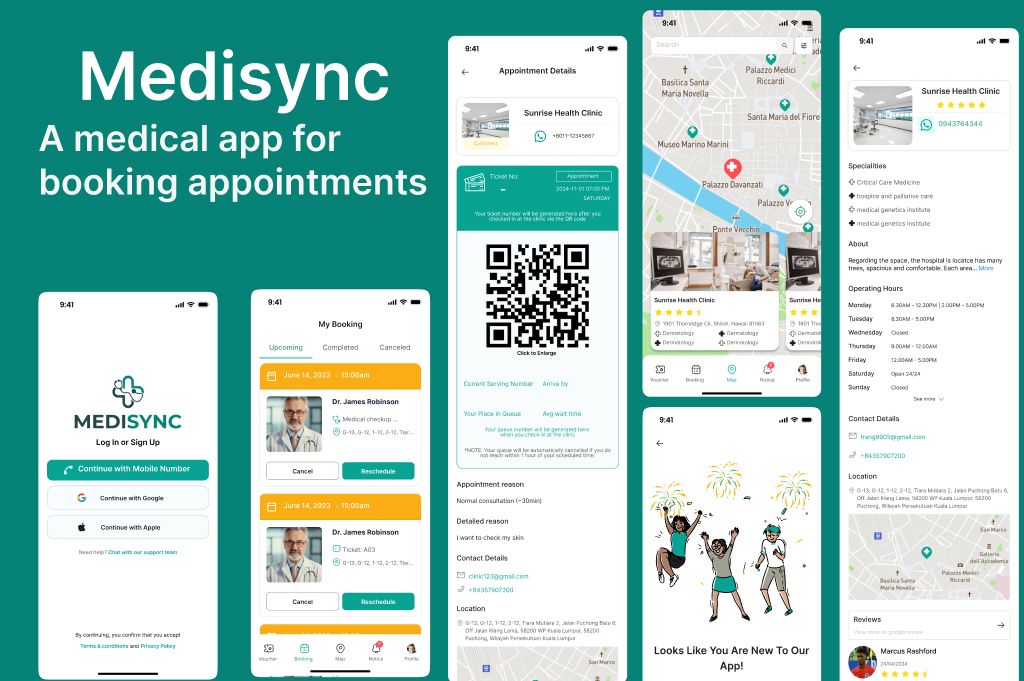 Medisync
A medical app for
booking appointments
9:41
MEDISYNC
Log In or Sign Up
Continue with Mobile Number
Continue with Google
Continue with Apple
Need help? Chat with our support team
By continuing, you confirm that you accept
Terms & conditions and Privacy Policy
9:41
My Booking
Upcoming Completed Canceled
June 14, 2023 . 15:00am
Dr. James Robinson
Medical checkup ...
G-13, G-12, 1-12, 2-12, Tiar...
Cancel Reschedule
June 14, 2023 . 15:00am
Dr. James Robinson
Ticket: A03
G-13, G-12, 1-12, 2-12, Tiar...
Cancel Reschedule
Voucher Booking Map Notice Profile
9:41
Appointment Details
Sunrise Health Clinic
Confirmed
+6011-12345667
Ticket No:
Appointment
2024-11-01 01:00 PM
SATURDAY
Your ticket number will be generated here after you
checked in at the clinic via the QR code
Click to Enlarge
Current Serving Number Arrive by
Your Place in Queue Avg wait time
Your queue number will be generated here
when you check in at the clinic
*NOTE: Your queue will be automatically cancelled if you do
not reach within 1 hour of your scheduled time.
Appointment reason
Normal consultation (~30min)
Detailed reason
I want to check my skin
Contact Details
clinic123@gmail.com
+84357907200
Location
G-13, G-12, 1-12, 2-12, Tiara Mutiara 2, Jalan Puchong Batu 6,
Off Jalan Klang Lama, 58200 WP Kuala Lumpur, 58200
Puchong, Wilayah Persekutuan Kuala Lumpur
San Marco
9:41
Search
Palazzo Medici
Riccardi
Basilica Santa
Maria Novella
Santa Maria del Fiore
Museo Marino Marini
Palazzo Davanzati
Ponte Vecchio
Sunrise Health Clinic
1901 Thornridge Cir. Shiloh, Hawaii 81063
Dermatology Dermatology
Dermatology Dermatology
Voucher Booking Map Notice Profile
9:41
Looks Like You Are New To Our
App!
9:41
Sunrise Health Clinic
0943764344
Specialities
Critical Care Medicine
hospice and palliative care
medical genetics institute
medical genetics institute
About
Regarding the space, the hospital is locatce has many
trees, spacious and comfortable. Each area... More
Operating Hours
Monday 8.30AM - 12.30PM | 2.00PM - 5.00PM
Tuesday 8.30AM - 5.00PM
Wednesday Closed
Thursday 9.00AM - 12.00AM
Friday 12.00AM - 5.00PM
Saturday Open 24/24
Sunday Closed
See more
Contact Details
trang9905@gmail.com
+84357907200
Location
G-13, G-12, 1-12, 2-12, Tiara Mutiara 2, Jalan Puchong Batu 6,
Off Jalan Klang Lama, 58200 WP Kuala Lumpur, 58200
Puchong, Wilayah Persekutuan Kuala Lumpur
San Marco
Galleria
dell'Accademia
Palazzo Medici
Riccardi
Basilica Santa
Maria Novella
Reviews
View more on google review
Marcus Rashford
24/04/2024